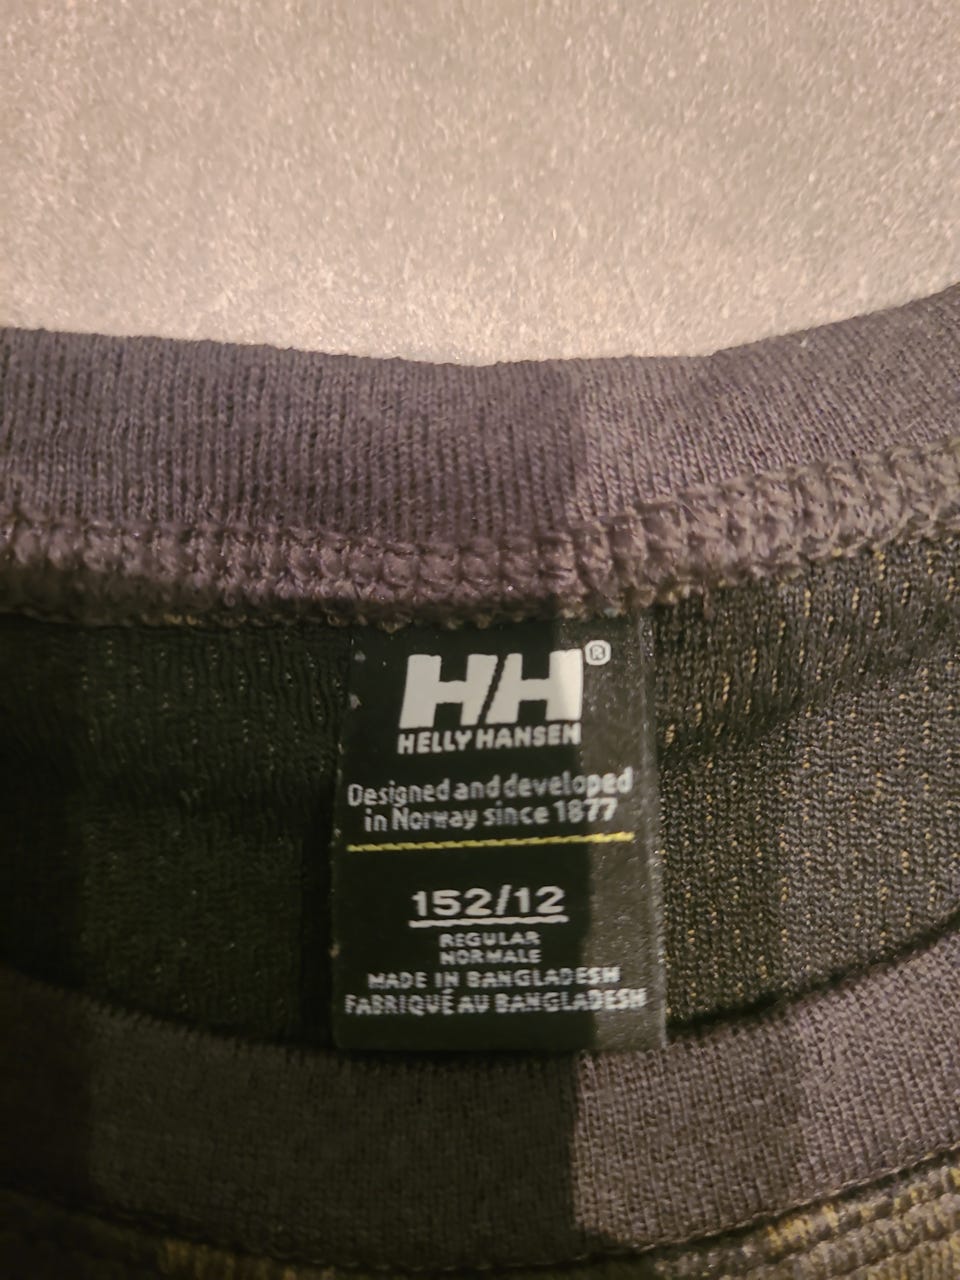 HH®
HELLY HANSEN
Designed and developed
in Norway since 1877
152/12
REGULAR
NORMALE
MADE IN BANGLADESH
FABRIQUÉ AU BANGLADESH